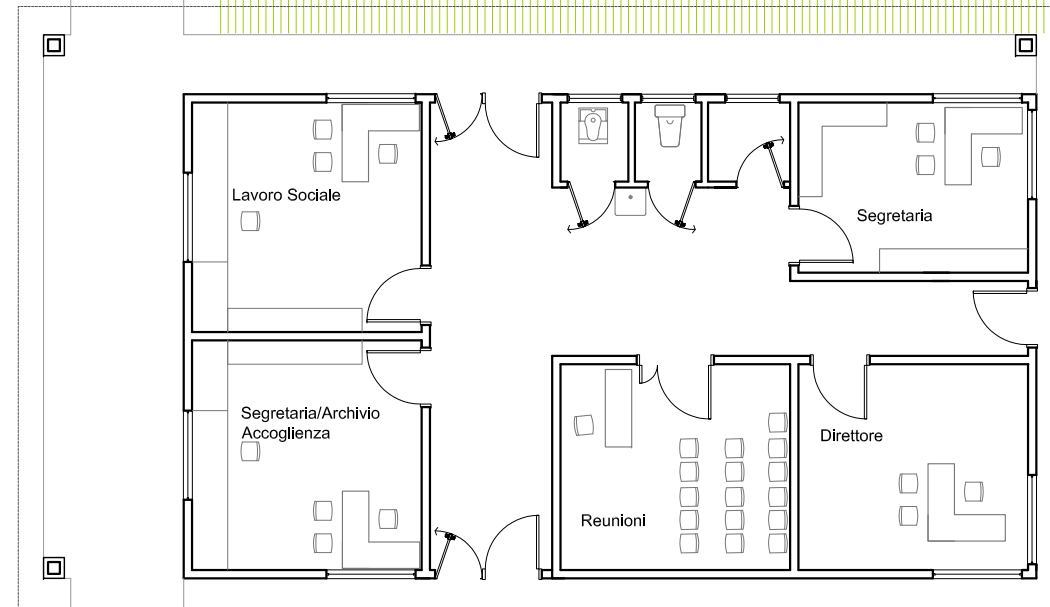 Lavoro Sociale
Segretaria
Segretaria/Archivio
Accoglienza
Direttore
Reunioni